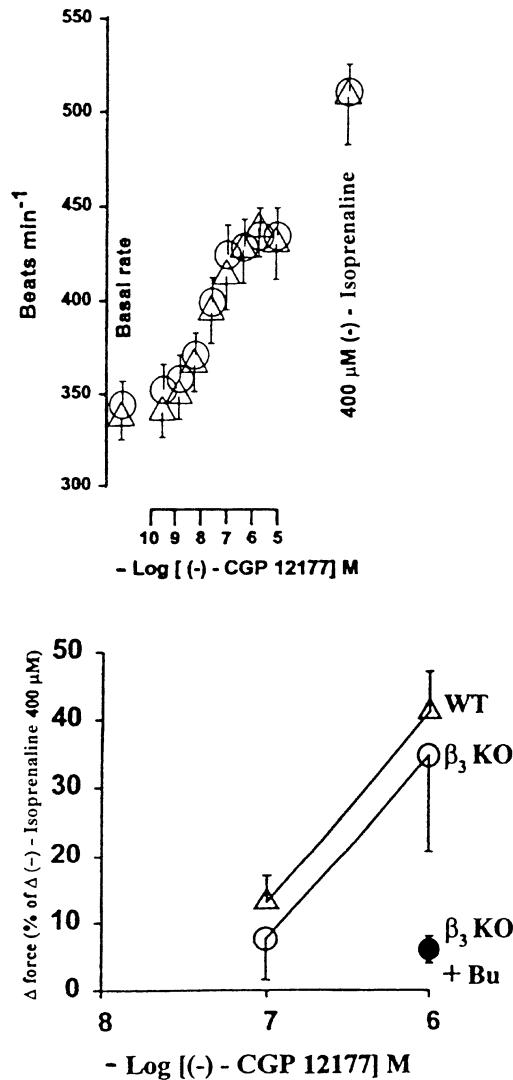 550
500
450
400
350
300
Beats min-1
Basal rate
400 µM (-) - Isoprenaline
10 9 8 7 6 5
- Log [ (-) - CGP 12177] M
50
40
30
20
10
0
Δ force (% of Δ (-) - Isoprenaline 400 µM)
WT
β3 KO
β3 KO
+ Bu
8 7 6
- Log [(-) - CGP 12177] M